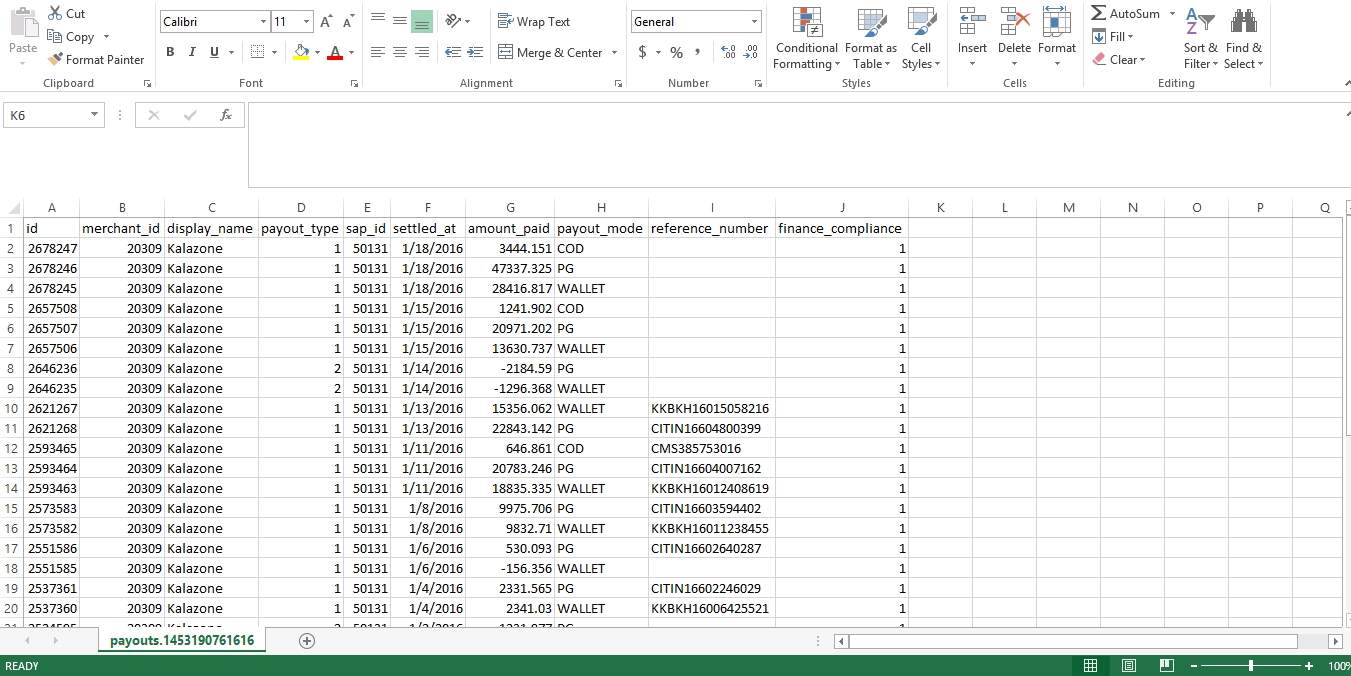 Cut
Calibri 11 A A Wrap Text General
Copy
Paste Format Painter B I U A Merge & Center $ % , Conditional Formatting Format as Table Cell Styles Insert Delete Format AutoSum Fill Clear Sort & Filter Find & Select
Clipboard Font Alignment Number Styles Cells Editing
K6 fx
A B C D E F G H I J K L M N O P Q
1 id merchant_id display_name payout_type sap_id settled_at amount_paid payout_mode reference_number finance_compliance
2 2678247 20309 Kalazone 1 50131 1/18/2016 3444.151 COD 1
3 2678246 20309 Kalazone 1 50131 1/18/2016 47337.325 PG 1
4 2678245 20309 Kalazone 1 50131 1/18/2016 28416.817 WALLET 1
5 2657508 20309 Kalazone 1 50131 1/15/2016 1241.902 COD 1
6 2657507 20309 Kalazone 1 50131 1/15/2016 20971.202 PG 1
7 2657506 20309 Kalazone 1 50131 1/15/2016 13630.737 WALLET 1
8 2646236 20309 Kalazone 2 50131 1/14/2016 -2184.59 PG 1
9 2646235 20309 Kalazone 2 50131 1/14/2016 -1296.368 WALLET 1
10 2621267 20309 Kalazone 1 50131 1/13/2016 15356.062 WALLET KKBKH16015058216 1
11 2621268 20309 Kalazone 1 50131 1/13/2016 22843.142 PG CITIN16604800399 1
12 2593465 20309 Kalazone 1 50131 1/11/2016 646.861 COD CMS385753016 1
13 2593464 20309 Kalazone 1 50131 1/11/2016 20783.246 PG CITIN16604007162 1
14 2593463 20309 Kalazone 1 50131 1/11/2016 18835.335 WALLET KKBKH16012408619 1
15 2573583 20309 Kalazone 1 50131 1/8/2016 9975.706 PG CITIN16603594402 1
16 2573582 20309 Kalazone 1 50131 1/8/2016 9832.71 WALLET KKBKH16011238455 1
17 2551586 20309 Kalazone 1 50131 1/6/2016 530.093 PG CITIN16602640287 1
18 2551585 20309 Kalazone 1 50131 1/6/2016 -156.356 WALLET 1
19 2537361 20309 Kalazone 1 50131 1/4/2016 2331.565 PG CITIN16602246029 1
20 2537360 20309 Kalazone 1 50131 1/4/2016 2341.03 WALLET KKBKH16006425521 1
payouts.1453190761616
READY 100%